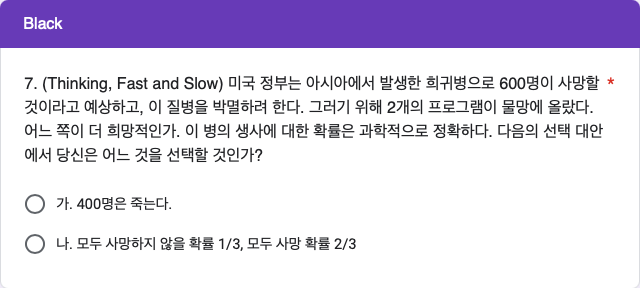 Black
7. (Thinking, Fast and Slow) 미국 정부는 아시아에서 발생한 희귀병으로 600명이 사망할 *
것이라고 예상하고, 이 질병을 박멸하려 한다. 그러기 위해 2개의 프로그램이 물망에 올랐다.
어느 쪽이 더 희망적인가. 이 병의 생사에 대한 확률은 과학적으로 정확하다. 다음의 선택 대안
에서 당신은 어느 것을 선택할 것인가?
가. 400명은 죽는다.
나. 모두 사망하지 않을 확률 1/3, 모두 사망 확률 2/3